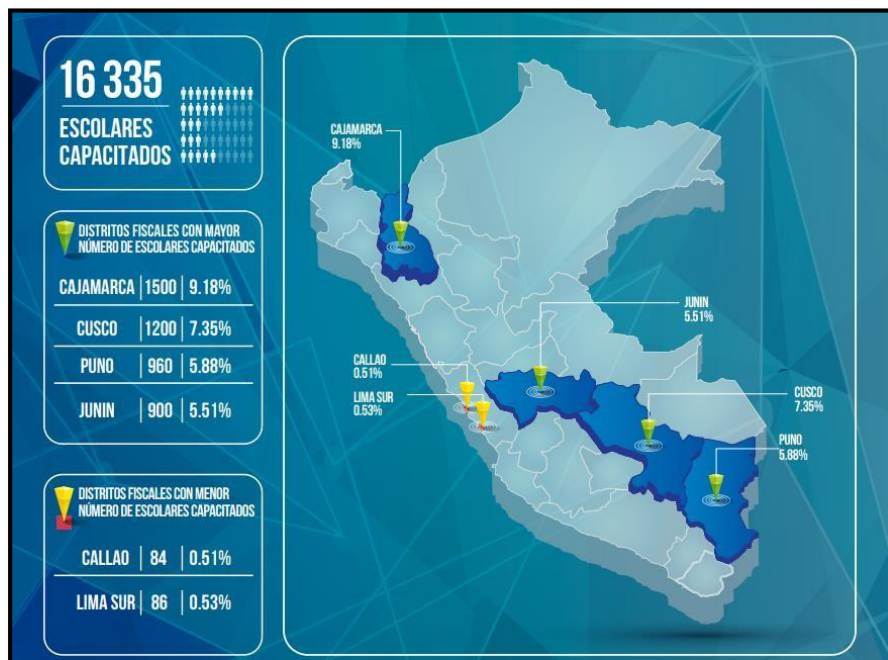 16 335
ESCOLARES
CAPACITADOS
DISTRITOS FISCALES CON MAYOR
NÚMERO DE ESCOLARES CAPACITADOS
CAJAMARCA 1500 9.18%
CUSCO 1200 7.35%
PUNO 960 5.88%
JUNIN 900 5.51%
DISTRITOS FISCALES CON MENOR
NÚMERO DE ESCOLARES CAPACITADOS
CALLAO 84 0.51%
LIMA SUR 86 0.53%
CAJAMARCA
9.18%
JUNIN
5.51%
CALLAO
0.51%
LIMA SUR
0.53%
CUSCO
7.35%
PUNO
5.88%